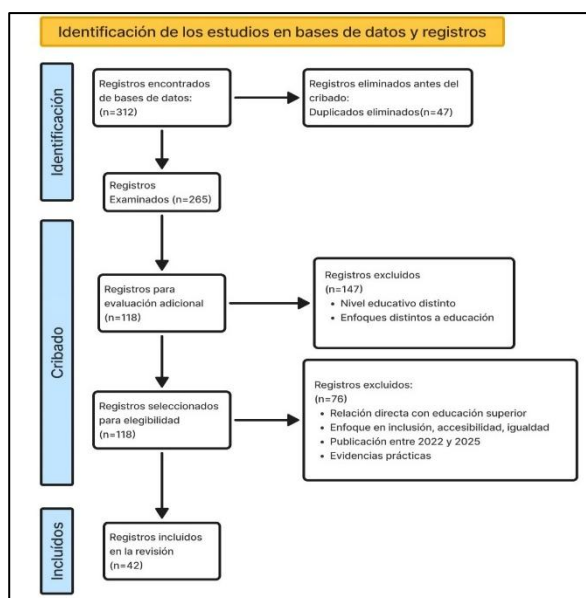 Identificación de los estudios en bases de datos y registros
Identificación
Registros encontrados
de bases de datos:
(n=312)
Registros eliminados antes del
cribado:
Duplicados eliminados(n=47)
Registros
Examinados (n=265)
Cribado
Registros para
evaluación adicional
(n=118)
Registros excluidos
(n=147)
• Nivel educativo distinto
• Enfoques distintos a educación
Registros seleccionados
para elegibilidad
(n=118)
Registros excluidos:
(n=76)
• Relación directa con educación superior
• Enfoque en inclusión, accesibilidad, igualdad
• Publicación entre 2022 y 2025
• Evidencias prácticas
Incluídos
Registros incluidos
en la revisión
(n=42)